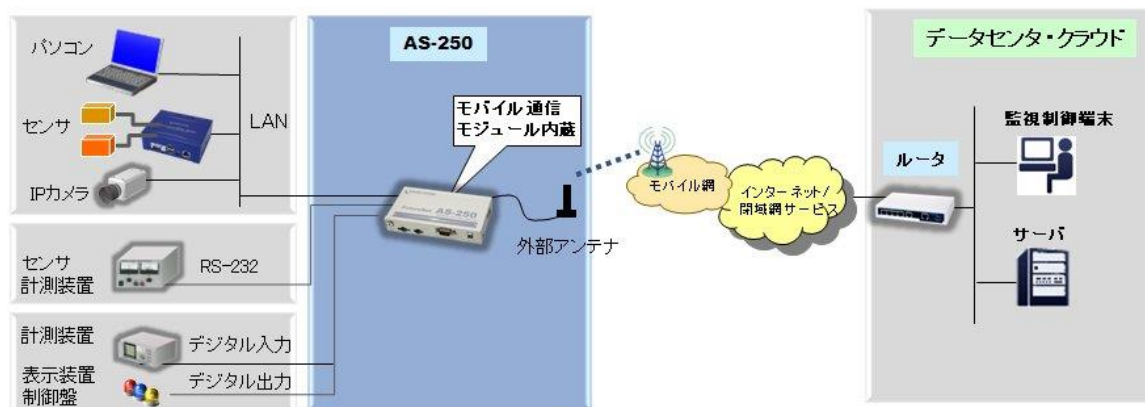 パソコン
センサ
IPカメラ
LAN
センサ
計測装置
RS-232
計測装置
デジタル入力
表示装置
制御盤
デジタル出力
AS-250
モバイル通信
モジュール内蔵
AS-250
外部アンテナ
モバイル網
インターネット/
閉域網サービス
データセンタ・クラウド
ルータ
監視制御端末
サーバ